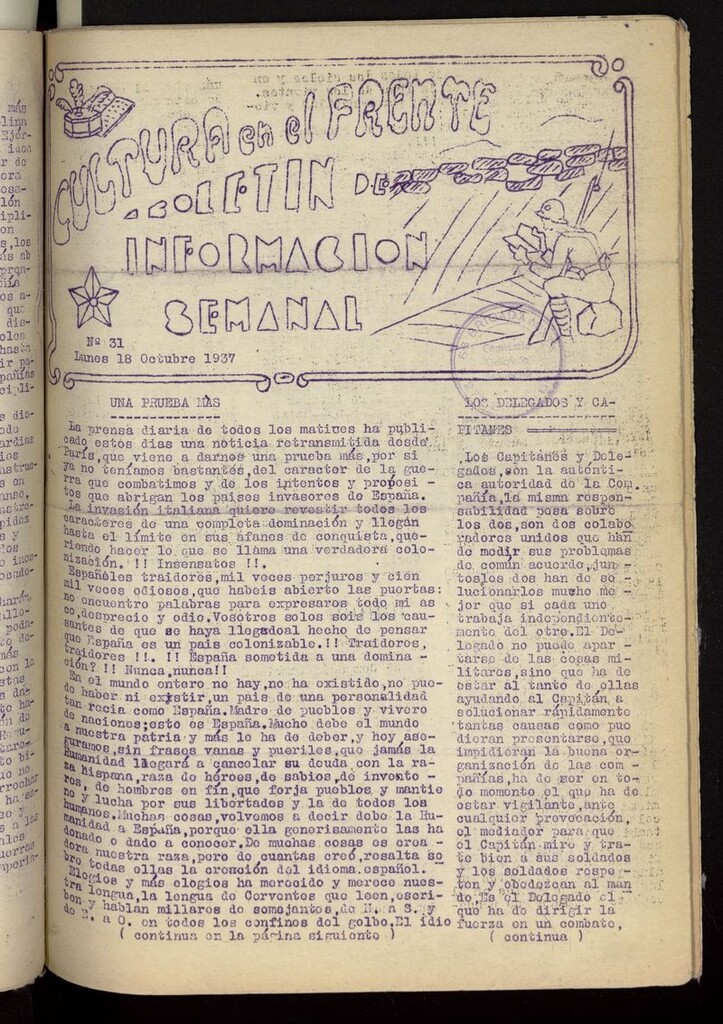 CULTURA en el FRENTE
BOLETIN DE
INFORMACION
SEMANAL
Nº 31
Lunes 18 Octubre 1937
UNA PRUEBA MAS
La prensa diaria de todos los matices ha publi-
cado estos dias una noticia retransmitida desde
Paris,que viene a darnos una prueba más,por si
ya no teníamos bastantes,del caracter de la gue-
rra que combatimos y de los intentos y proposi -
tos que abrigan los paises invasores de España.
La invasión italiana quiere revestir todos los
caracteres de una completa dominación y llegan
hasta el límite en sus afanes de conquista,que-
riendo hacer lo que se llama una verdadera colo-
nización. !! Insensatos !!.
Españoles traidores,mil veces perjuros y cien
mil veces odiosos,que habeis abierto las puertas:
no encuentro palabras para expresaros todo mi as
co,desprecio y odio.Vosotros solos sois los cau-
santes de que se haya llegadoal hecho de pensar
que España es un pais colonizable.!! Traidores,
traidores !!. !! España sometida a una domina -
ción? !! Nunca,nunca!!
En el mundo entero no hay,no ha existido,no pue-
de haber ni existir,un pais de una personalidad
tan recia como España.Madre de pueblos y vivero
de naciones;esto es España.Mucho debe el mundo
a nuestra patria y más le ha de deber,y hoy,ase-
guramos,sin frases vanas y pueriles,que jamás la
Humanidad llegará a cancelar su deuda con la ra-
za hispana,raza de héroes,de sabios,de invento -
ros, de hombres en fin,que forja pueblos y mantie
ne y lucha por sus libertades y la de todos los
humanos.Muchas cosas,volvemos a decir debe la Hu-
manidad a España,porque ella generisamente las ha
donado o dado a conocer.De muchas cosas es crea -
dora nuestra raza,pero de cuantas creó,resalta so
bre todas ellas la creación del idioma español.
Elogios y más elogios ha merecido y merece nues-
tra lengua,la lengua de Cervantes que leen,escri-
ben y hablan millares de semejantes,de N. a S. y
de E. a O. en todos los confines del golbo.El idio
( continua en la página siguiente )
LOS DELEGADOS Y CA-
PITANES
Los Capitanes y Dele-
gados,son la autenti-
ca autoridad de la Com.
pañia,la misma respon-
sabilidad pesa sobre
los dos,son dos colabo
radores unidos que han
de medir sus problemas
de común acuerdo,jun-
toslos dos han de so -
lucionarlos mucho me -
jor que si cada uno
trabaja independiente-
mente del otro.El De-
legado no puede apar -
tarse de las cosas mi-
litares,sino que ha de
estar al tanto de ellas
ayudando al Capitán a
solucionar rápidamente
tantas causas como pue
dieran presentarse,que
impidieran la buena or-
ganización de las com -
pañias,ha de ser en to-
do momento el que ha de
estar vigilante ante
cualquier provocación,
el mediador para que
el Capitán mire y tra-
te bien a sus soldados
y los soldados respe-
ten y obedezcan al man
do,Es el Delegado el
que ha de dirigir la
fuerza en un combate,
( continua )